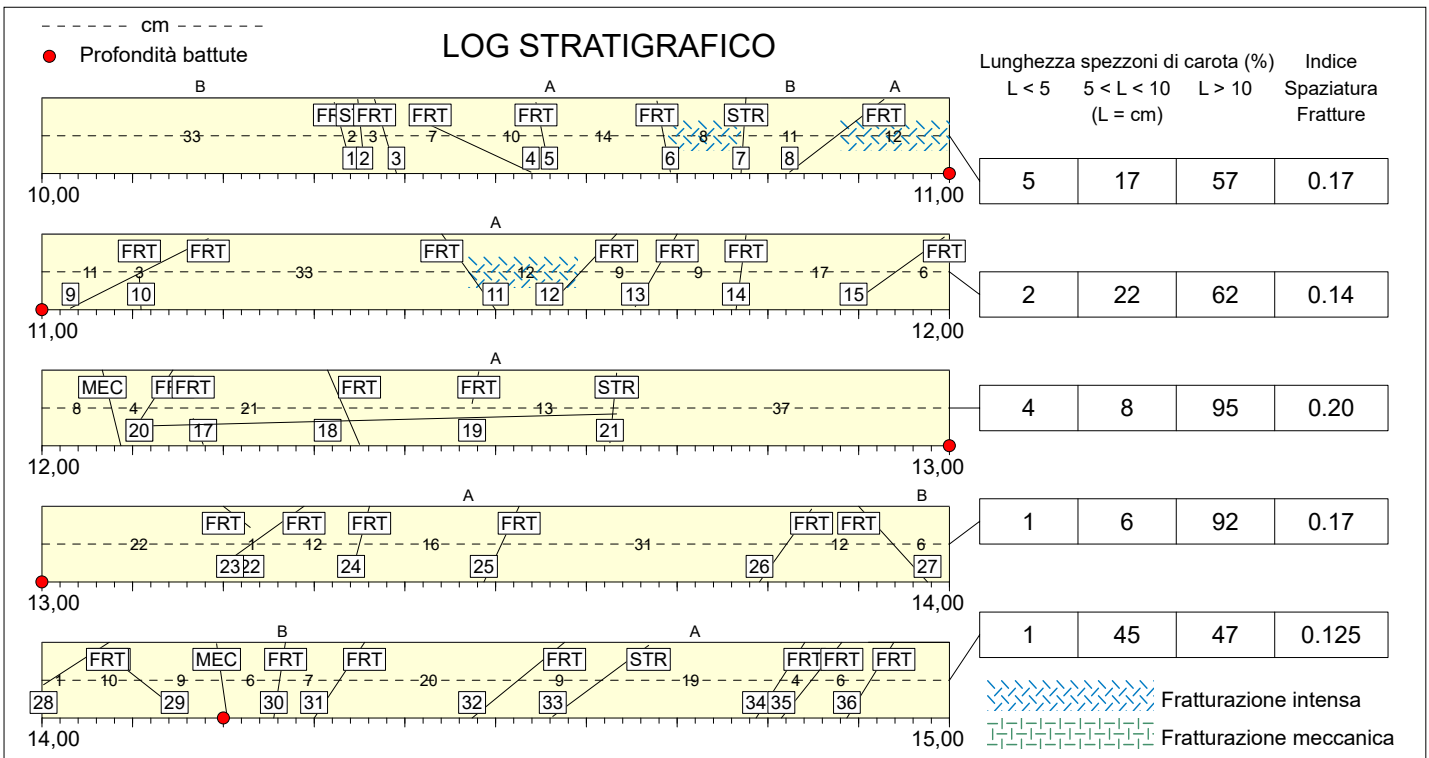 cm
Profondità battute
LOG STRATIGRAFICO
Lunghezza spezzoni di carota (%) Indice
L < 5 5 < L < 10 L > 10 Spaziatura
(L = cm) Fratture
B A B A
FRT STR FRT FRT FRT FRT STR FRT
33 2 3 7 10 14 8 11 12
1 2 3 4 5 6 7 8
10,00 11,00
5 17 57 0.17
A
FRT FRT FRT FRT FRT FRT FRT
11 3 33 12 9 9 17 6
9 10 11 12 13 14 15
11,00 12,00
2 22 62 0.14
A
MEC FRT FRT FRT FRT STR
8 4 21 13 37
20 17 18 19 21
12,00 13,00
4 8 95 0.20
A B
FRT FRT FRT FRT FRT FRT
22 1 12 16 31 12 6
23 22 24 25 26 27
13,00 14,00
1 6 92 0.17
B A
FRT MEC FRT FRT FRT STR FRT FRT FRT
1 10 9 6 7 20 9 19 4 6
28 29 30 31 32 33 34 35 36
14,00 15,00
1 45 47 0.125
Fratturazione intensa
Fratturazione meccanica